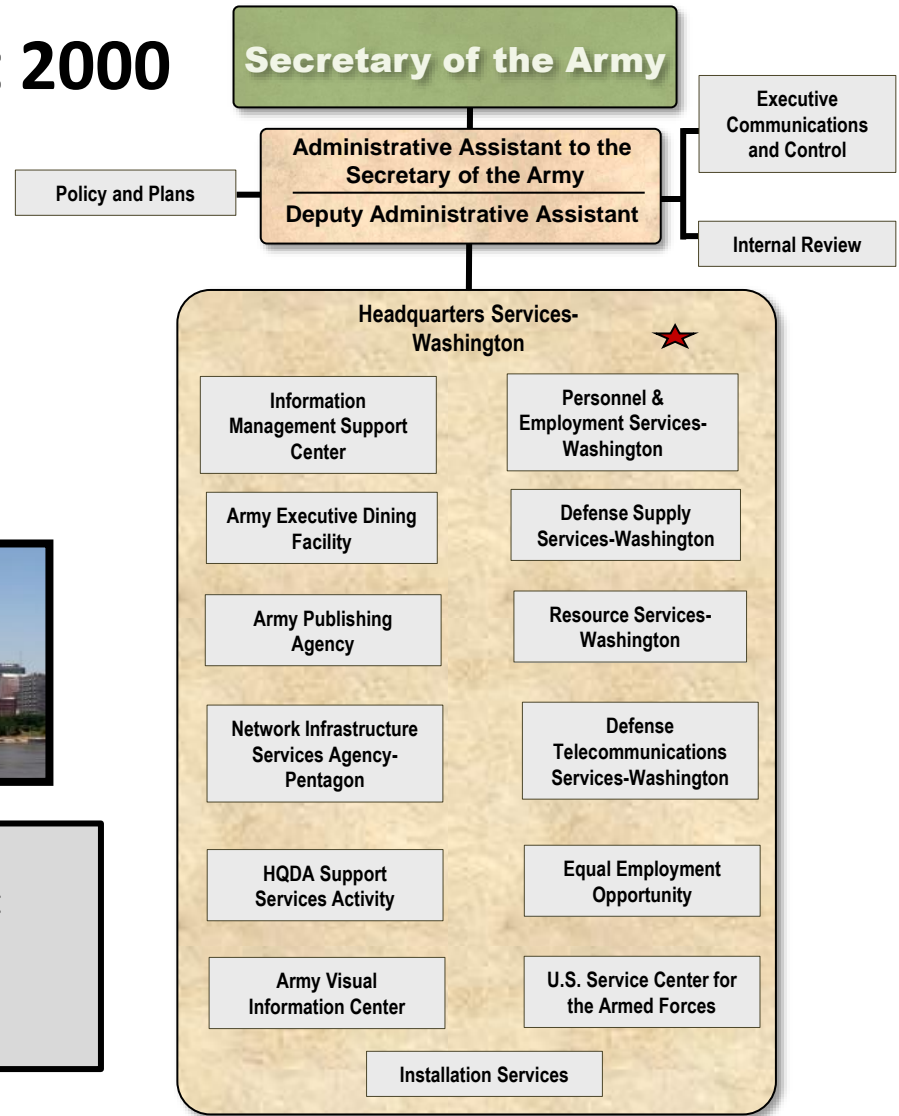 2000
Secretary of the Army
Executive
Communications
and Control
Administrative Assistant to the
Secretary of the Army
Deputy Administrative Assistant
Policy and Plans
Internal Review
Headquarters Services-
Washington
Information
Management Support
Center
Personnel &
Employment Services-
Washington
Army Executive Dining
Facility
Defense Supply
Services-Washington
Army Publishing
Agency
Resource Services-
Washington
Network Infrastructure
Services Agency-
Pentagon
Defense
Telecommunications
Services-Washington
HQDA Support
Services Activity
Equal Employment
Opportunity
Army Visual
Information Center
U.S. Service Center for
the Armed Forces
Installation Services